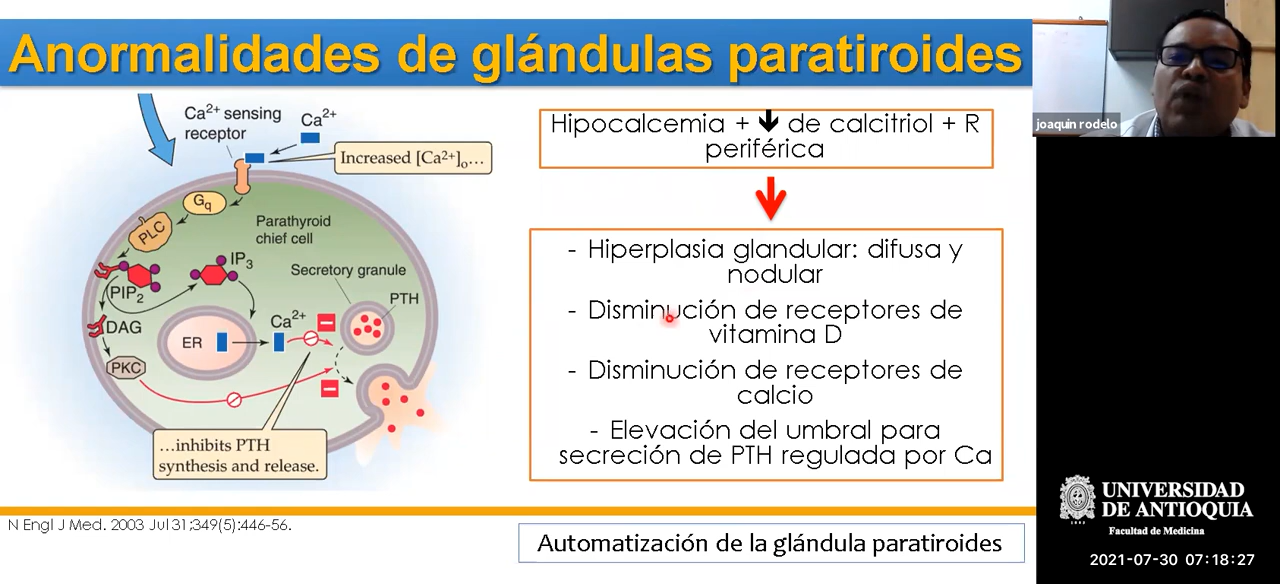 Anormalidades de glándulas paratiroides
Ca2+ sensing
receptor
Ca2+
Increased [Ca2+]o…
Gq
PLC
Parathyroid
chief cell
IP3
PIP2
Secretory granule
PTH
DAG
Ca2+
ER
PKC
…inhibits PTH
synthesis and release.
Hipocalcemia + ↓ de calcitriol + R
periférica
- Hiperplasia glandular: difusa y
nodular
- Disminución de receptores de
vitamina D
- Disminución de receptores de
calcio
- Elevación del umbral para
secreción de PTH regulada por Ca
N Engl J Med. 2003 Jul 31;349(5):446-56.
Automatización de la glándula paratiroides
joaquin rodelo
UNIVERSIDAD
DE ANTIOQUIA
1803
Facultad de Medicina
2021-07-30 07:18:27